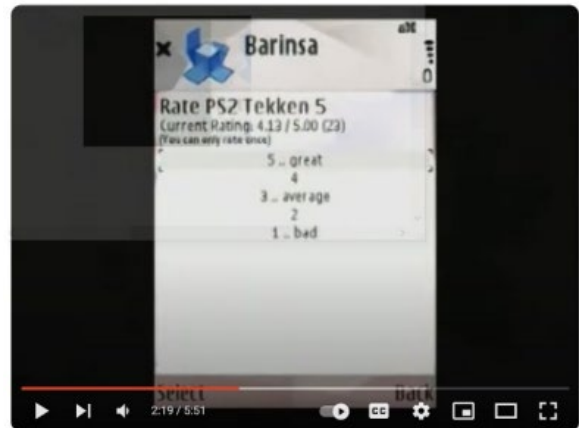 Barinsa
Rate PS2 Tekken 5
Current Rating: 4.13 / 5.00 (23)
(You can only rate once)
5 .. great
4
3 .. average
2
1 .. bad
Select
Back
2:19 / 5:51
CC